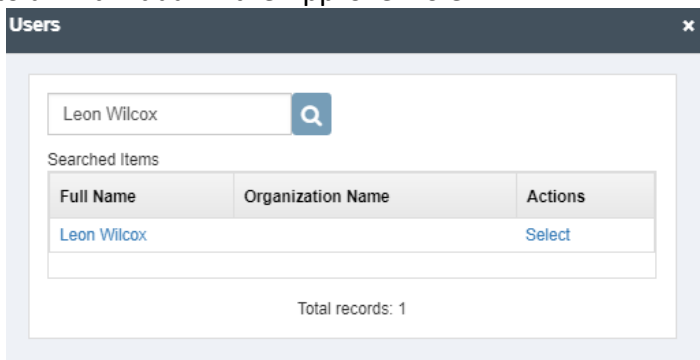 Users ×
Leon Wilcox
Searched Items
Full Name Organization Name Actions
Leon Wilcox Select
Total records: 1